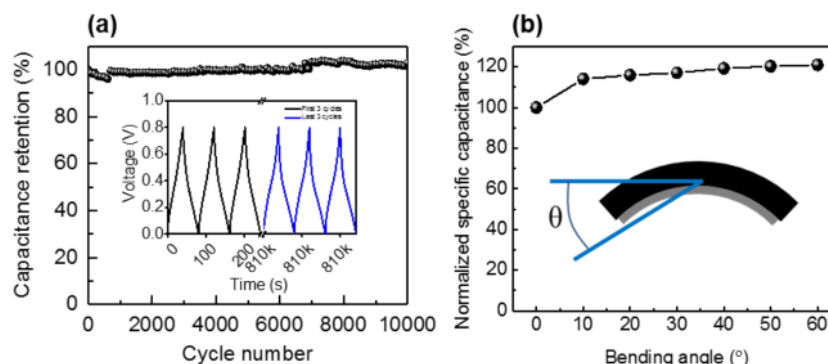 (a)
Capacitance retention (%)
120
100
80
60
40
20
0
0 2000 4000 6000 8000 10000
Cycle number
Voltage (V)
1.0
0.8
0.6
0.4
0.2
0.0
First 3 cycles
Last 3 cycles
0 100 200 810k 810k 810k
Time (s)
(b)
Normalized specific capacitance (%)
120
100
80
60
40
20
0
θ
0 10 20 30 40 50 60
Bending angle (°)